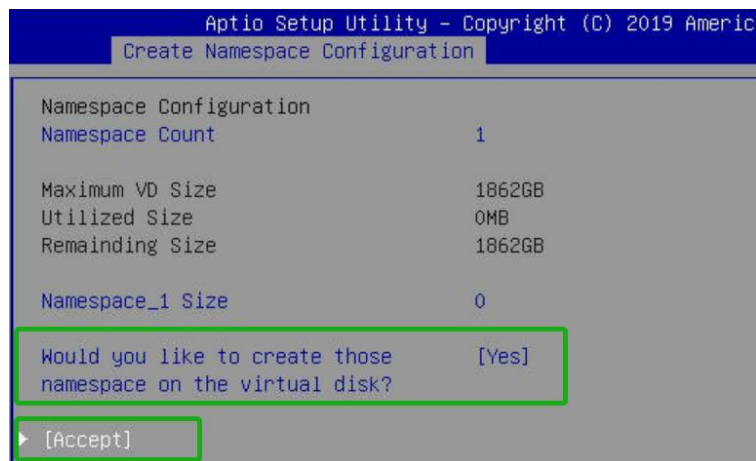 Aptio Setup Utility – Copyright (C) 2019 Americ
Create Namespace Configuration
Namespace Configuration
Namespace Count 1
Maximum VD Size 1862GB
Utilized Size 0MB
Remainding Size 1862GB
Namespace_1 Size 0
Would you like to create those [Yes]
namespace on the virtual disk?
[Accept]